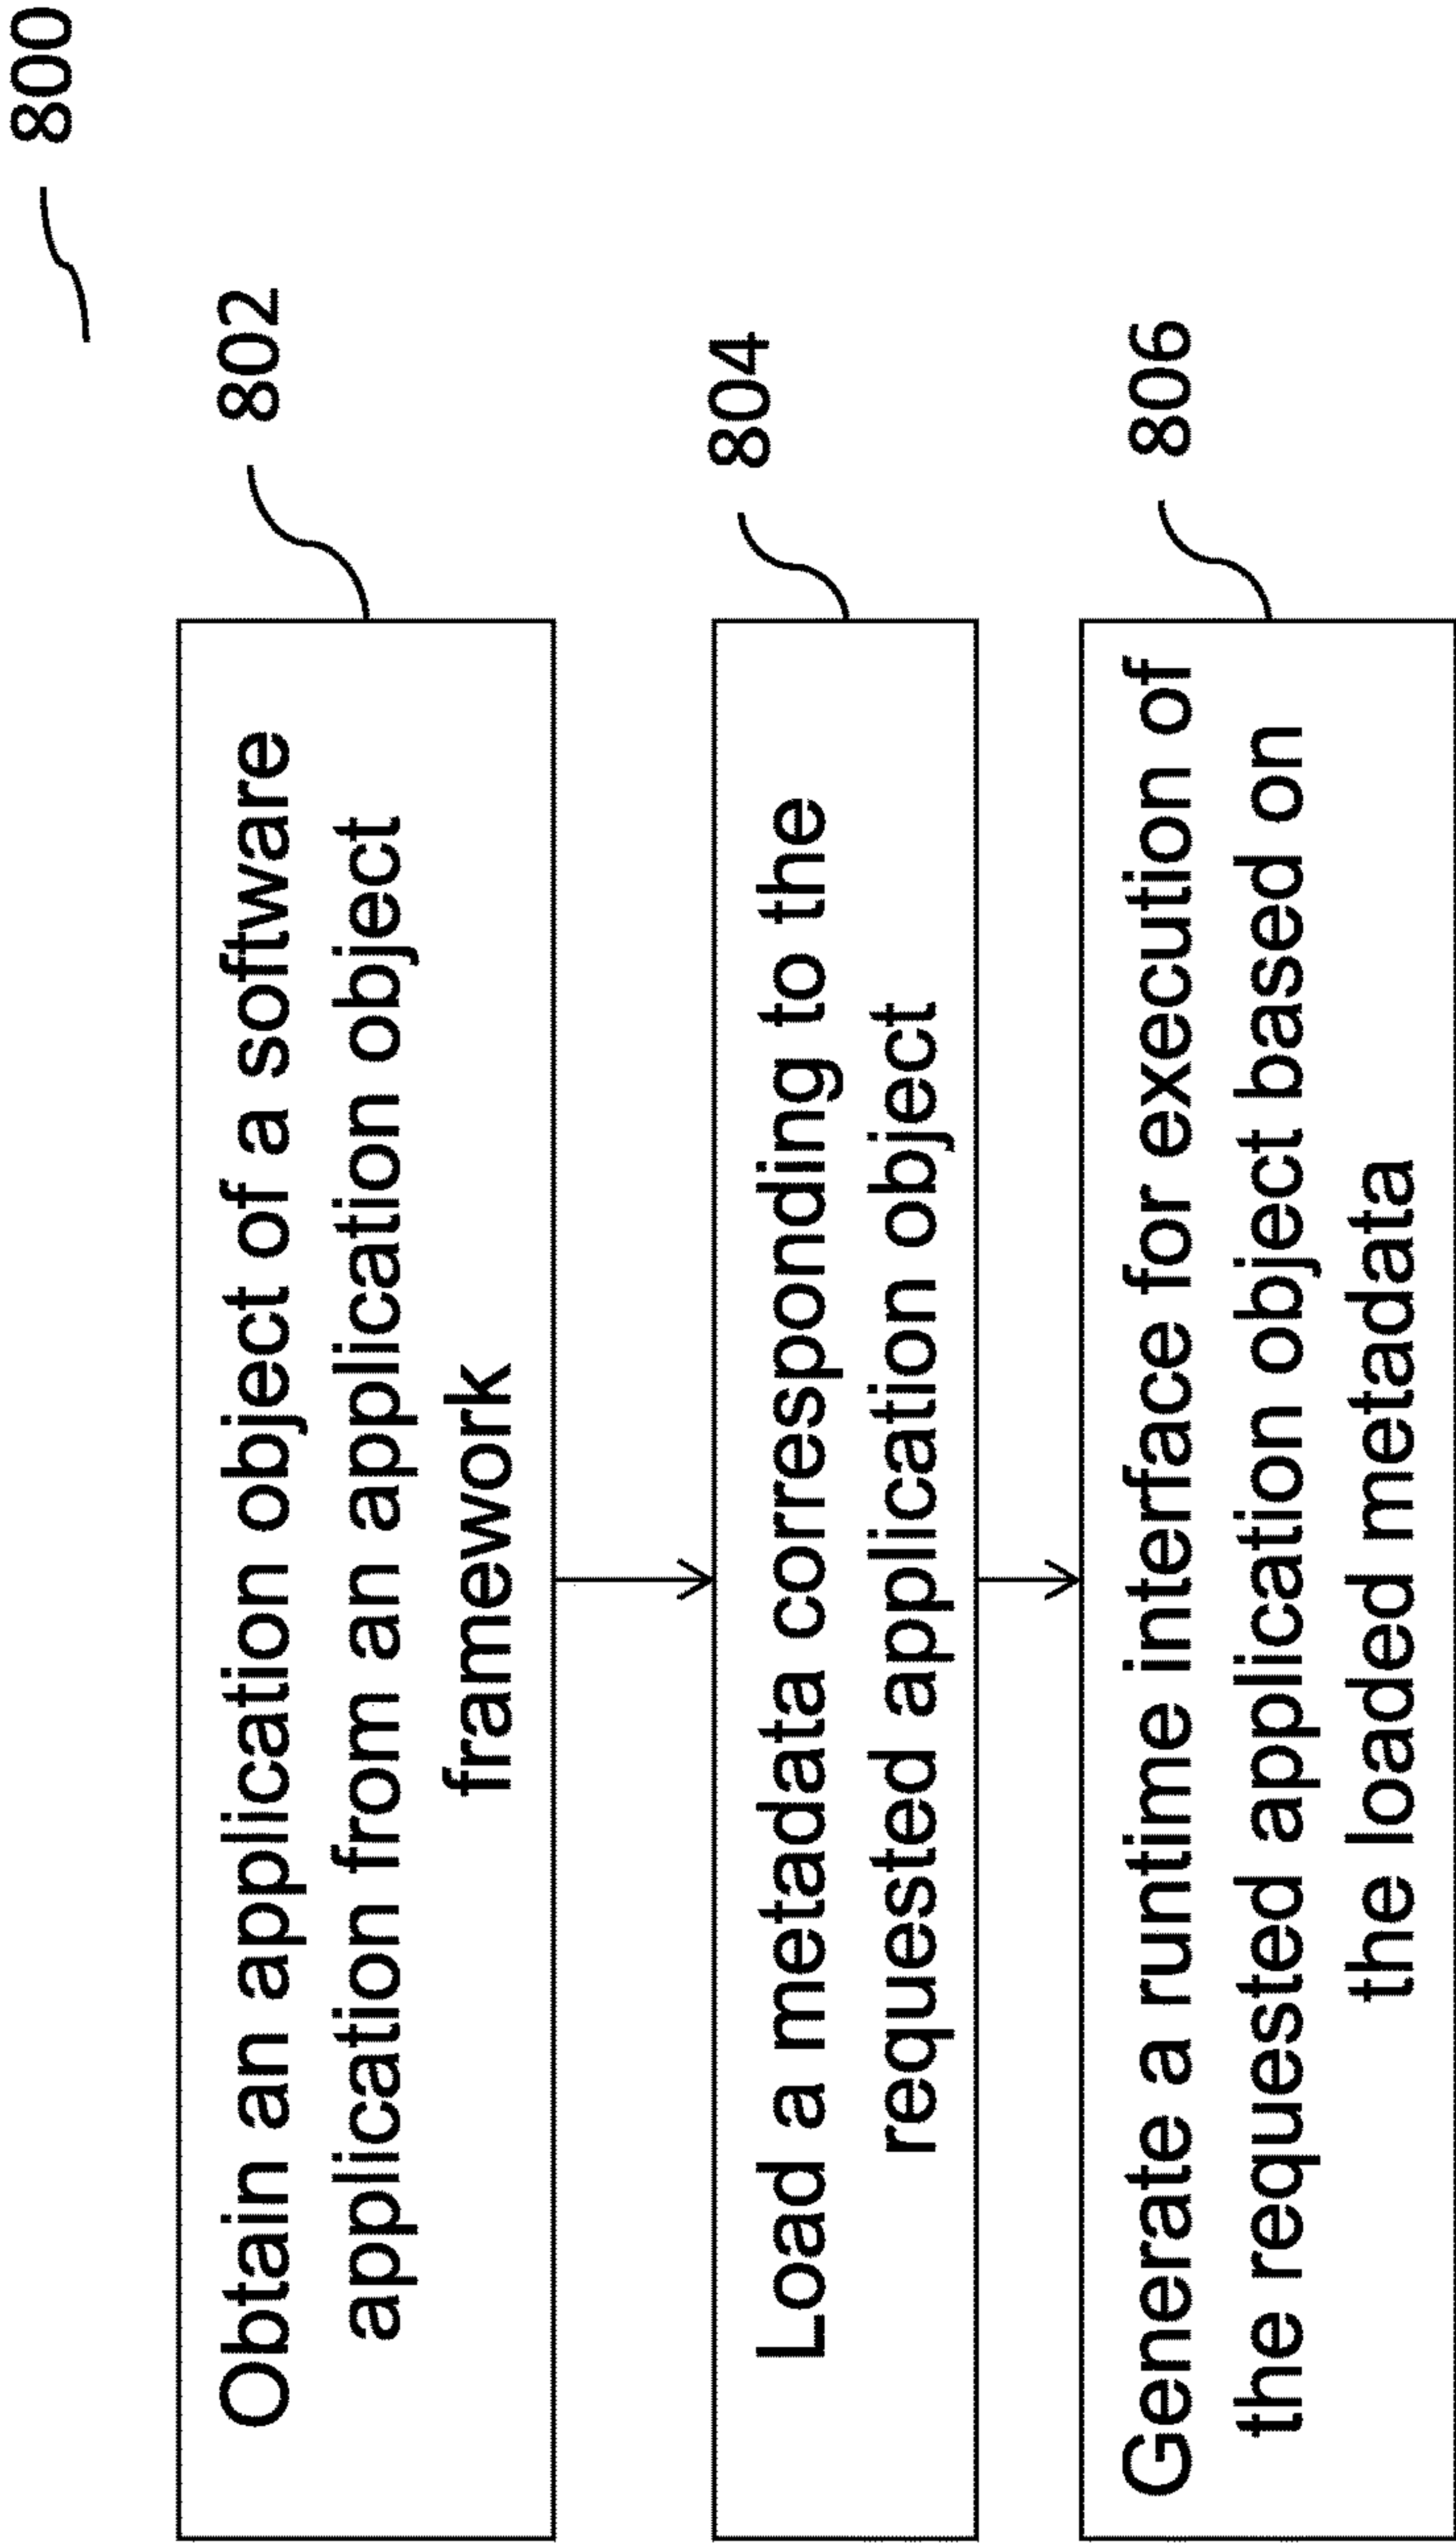 800
802
Obtain an application object of a software
application from an application object
framework
804
Load a metadata corresponding to the
requested application object
806
Generate a runtime interface for execution of
the requested application object based on
the loaded metadata